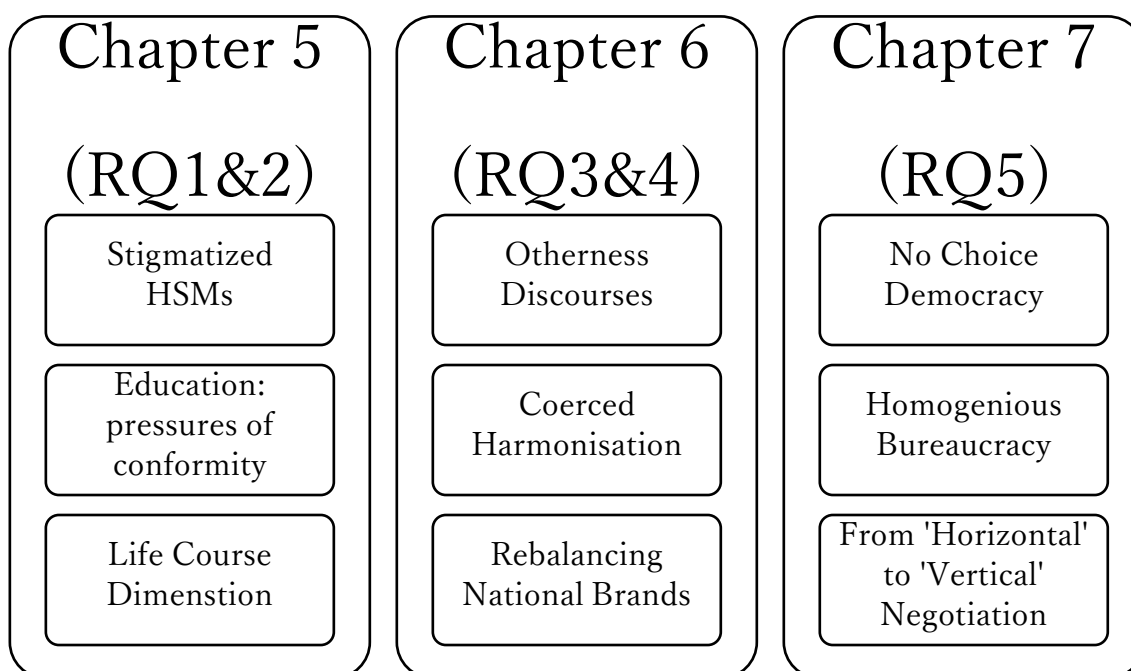 Chapter 5
(RQ1&2)
Stigmatized
HSMs
Education:
pressures of
conformity
Life Course
Dimenstion
Chapter 6
(RQ3&4)
Otherness
Discourses
Coerced
Harmonisation
Rebalancing
National Brands
Chapter 7
(RQ5)
No Choice
Democracy
Homogenious
Bureaucracy
From 'Horizontal'
to 'Vertical'
Negotiation